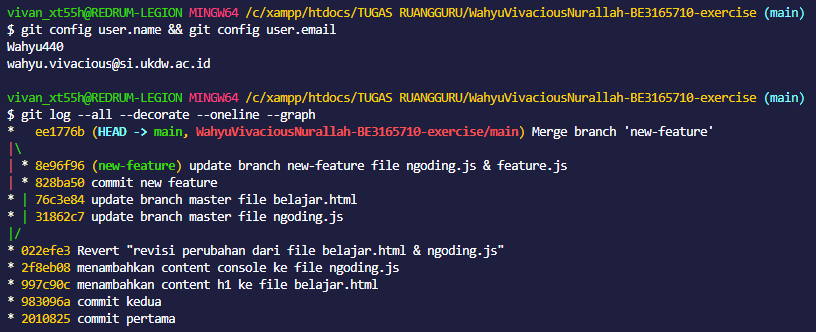 vivan_xt55h@REDRUM-LEGION MINGW64 /c/xampp/htdocs/TUGAS RUANGGURU/WahyuVivaciousNurallah-BE3165710-exercise (main)
$ git config user.name && git config user.email
Wahyu440
wahyu.vivacious@si.ukdw.ac.id

vivan_xt55h@REDRUM-LEGION MINGW64 /c/xampp/htdocs/TUGAS RUANGGURU/WahyuVivaciousNurallah-BE3165710-exercise (main)
$ git log --all --decorate --oneline --graph
*   ee1776b (HEAD -> main, WahyuVivaciousNurallah-BE3165710-exercise/main) Merge branch 'new-feature'
|\
| * 8e96f96 (new-feature) update branch new-feature file ngoding.js & feature.js
| * 828ba50 commit new feature
* | 76c3e84 update branch master file belajar.html
* | 31862c7 update branch master file ngoding.js
|/
* 022efe3 Revert "revisi perubahan dari file belajar.html & ngoding.js"
* 2f8eb08 menambahkan content console ke file ngoding.js
* 997c90c menambahkan content h1 ke file belajar.html
* 983096a commit kedua
* 2010825 commit pertama